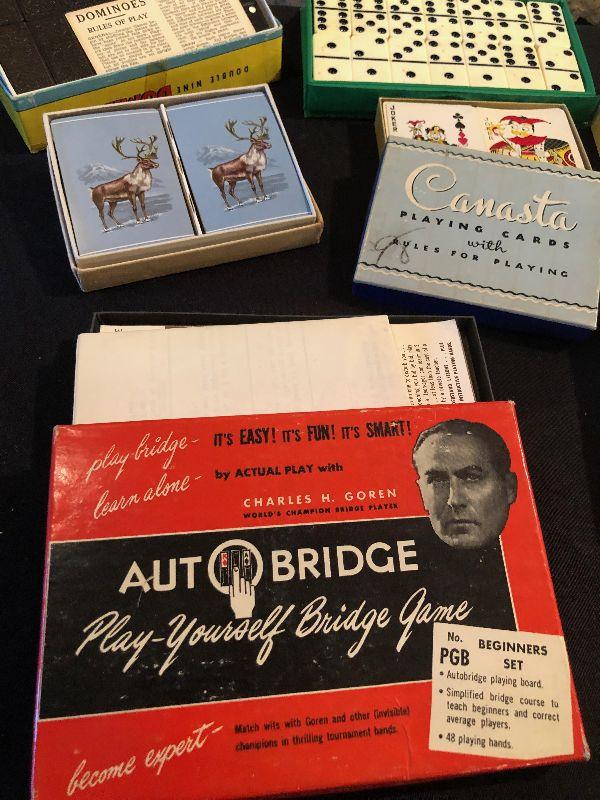 DOMINOES
RULES OF PLAY
DOUBLE NINE
JOKER
Canasta
PLAYING CARDS
with
RULES FOR PLAYING
98
play-bridge-
learn alone-
IT'S EASY! IT'S FUN! IT'S SMART!
by ACTUAL PLAY with
CHARLES H. GOREN
WORLD'S CHAMPION BRIDGE PLAYER
AUTOBRIDGE
Play-Yourself Bridge Game
No.
PGB
BEGINNERS
SET
• Autobridge playing board.
• Simplified bridge course to
teach beginners and correct
average players.
• 48 playing hands.
become expert-
Match wits with Goren and other (invisible)
champions in thrilling tournament hands.